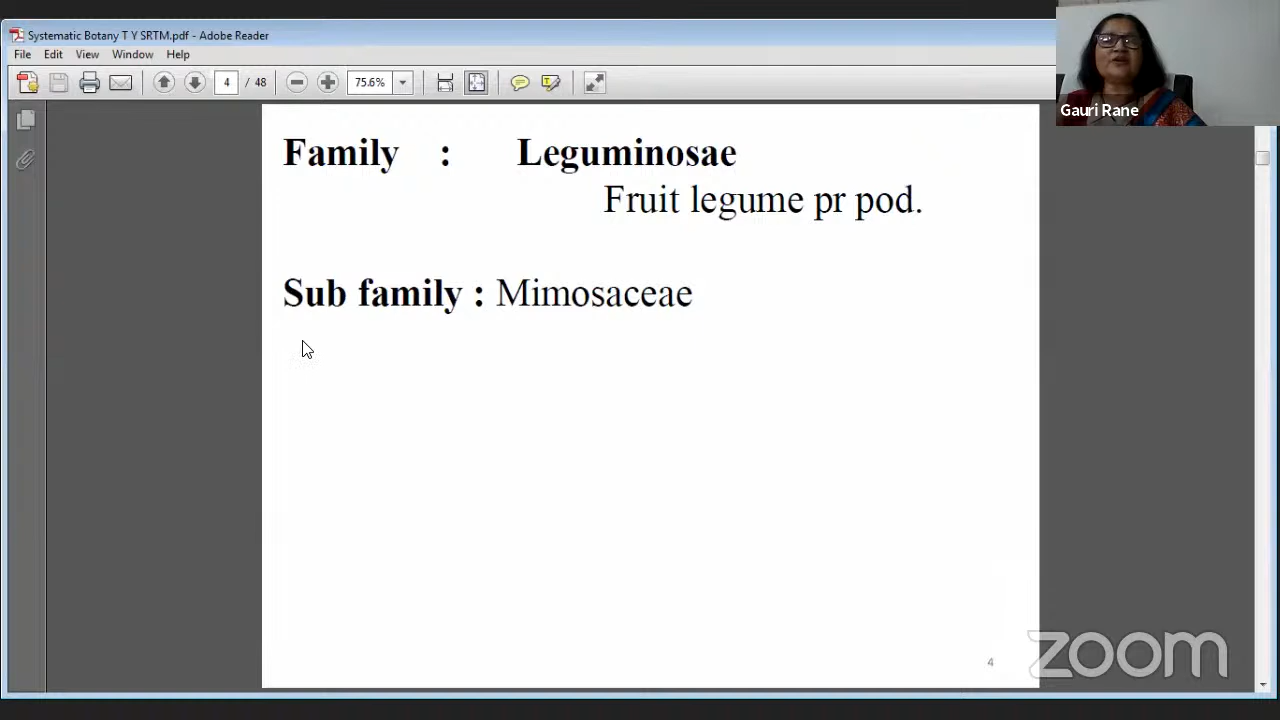 Systematic Botany T Y SRTM.pdf - Adobe Reader
File Edit View Window Help
4 / 48 75.6%
Gauri Rane
Family : Leguminosae
Fruit legume pr pod.
Sub family : Mimosaceae
4
zoom